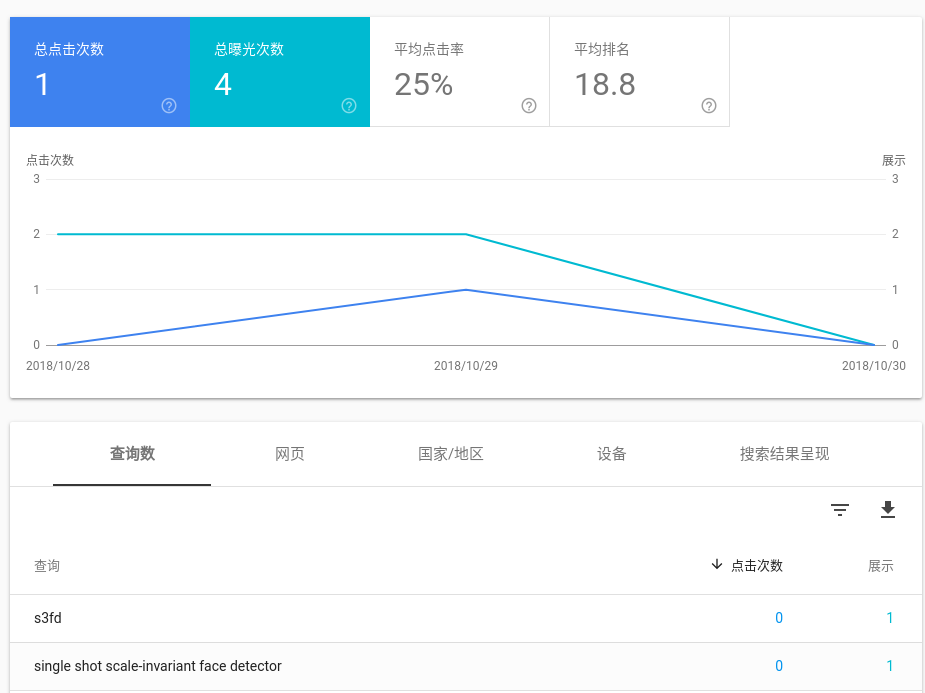 总点击次数 总曝光次数 平均点击率 平均排名
1 4 25% 18.8
点击次数 展示
3 3
2 2
1 1
0 0
2018/10/28 2018/10/29 2018/10/30
查询数 网页 国家/地区 设备 搜索结果呈现
查询 点击次数 展示
s3fd 0 1
single shot scale-invariant face detector 0 1